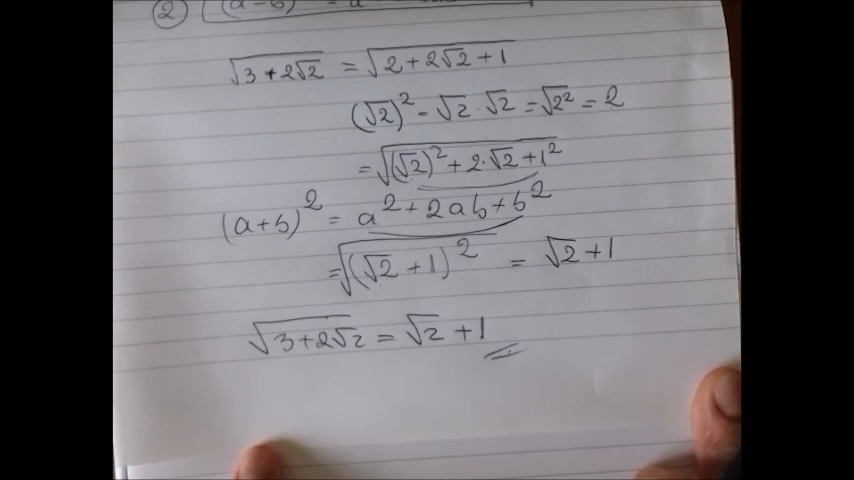 ②
√3+2√2 = √2+2√2+1
(√2)² = √2·√2 = √2² = 2
= √(√2)²+2·√2+1²
(a+b)² = a²+2ab+b²
= √(√2+1)² = √2+1
√3+2√2 = √2+1